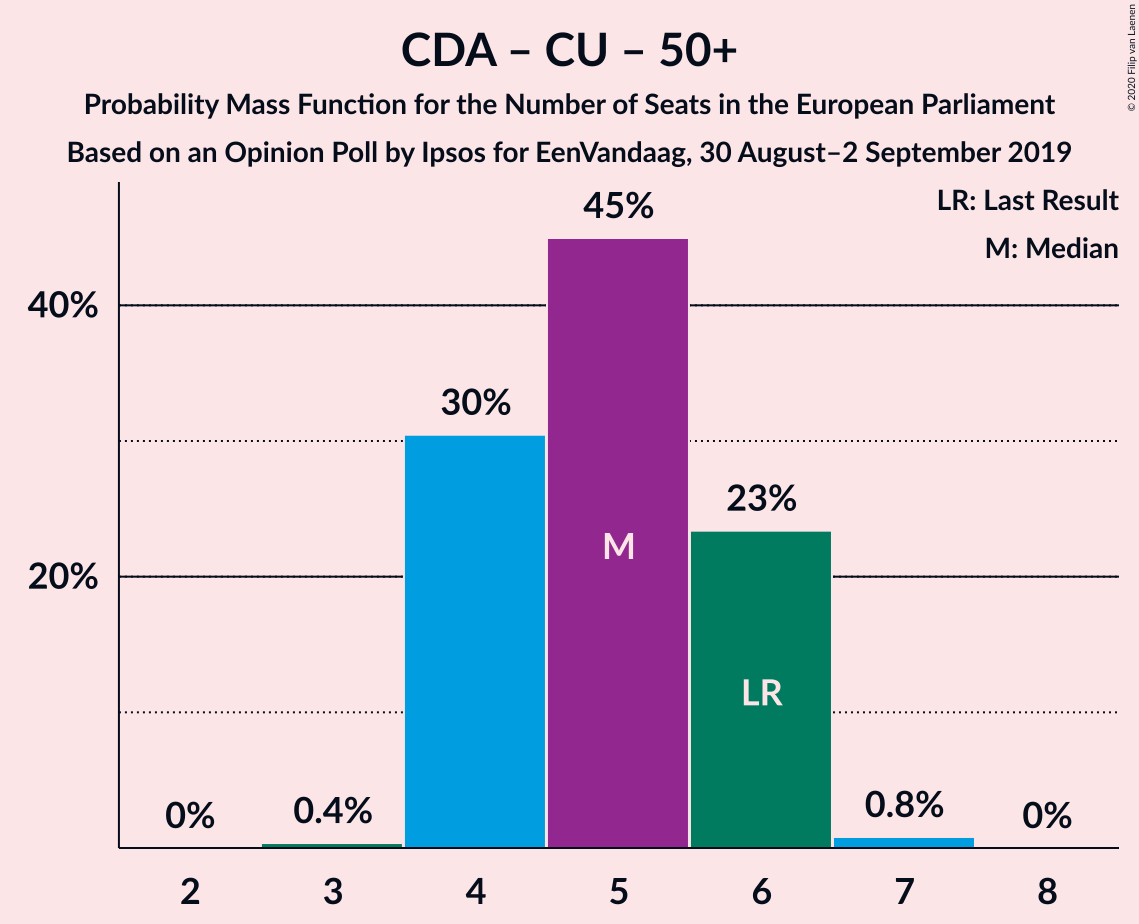 CDA – CU – 50+
Probability Mass Function for the Number of Seats in the European Parliament
Based on an Opinion Poll by Ipsos for EenVandaag, 30 August–2 September 2019
© 2020 Filip van Laenen
LR: Last Result
M: Median
45%
40%
30%
23%
20%
M
LR
0%
0.4%
0.8%
0%
2 3 4 5 6 7 8